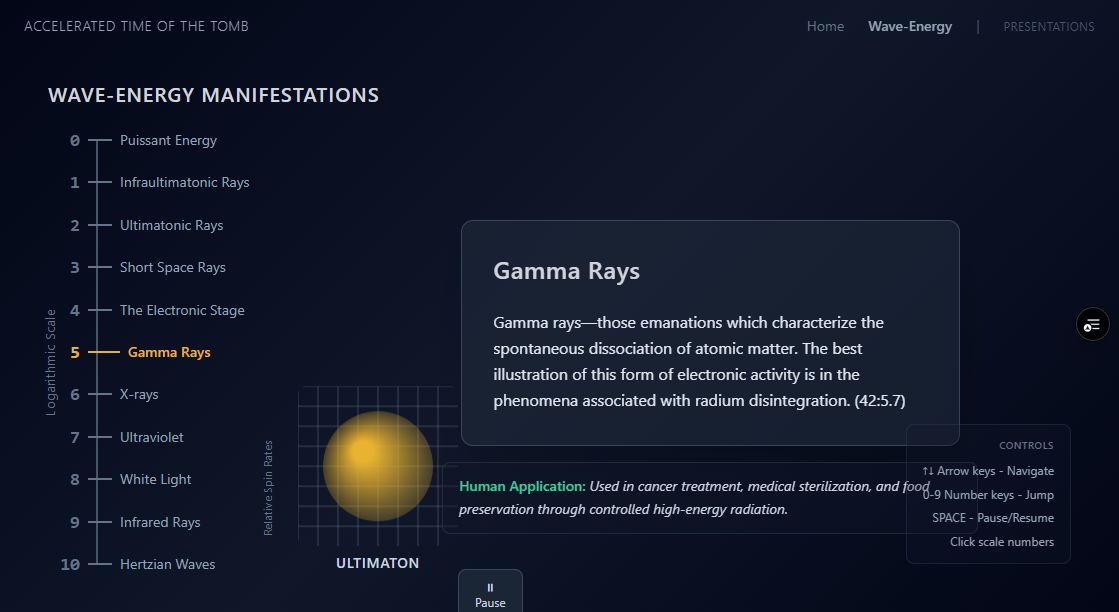 ACCELERATED TIME OF THE TOMB
Home
Wave-Energy
|
PRESENTATIONS
WAVE-ENERGY MANIFESTATIONS
0 Puissant Energy
1 Infraultimatonic Rays
2 Ultimatonic Rays
3 Short Space Rays
4 The Electronic Stage
5 Gamma Rays
6 X-rays
7 Ultraviolet
8 White Light
9 Infrared Rays
10 Hertzian Waves
Logarithmic Scale
Relative Spin Rates
ULTIMATON
Gamma Rays
Gamma rays—those emanations which characterize the
spontaneous dissociation of atomic matter. The best
illustration of this form of electronic activity is in the
phenomena associated with radium disintegration. (42:5.7)
Human Application: Used in cancer treatment, medical sterilization, and food
preservation through controlled high-energy radiation.
CONTROLS
↑↓ Arrow keys - Navigate
0-9 Number keys - Jump
SPACE - Pause/Resume
Click scale numbers
⏸
Pause